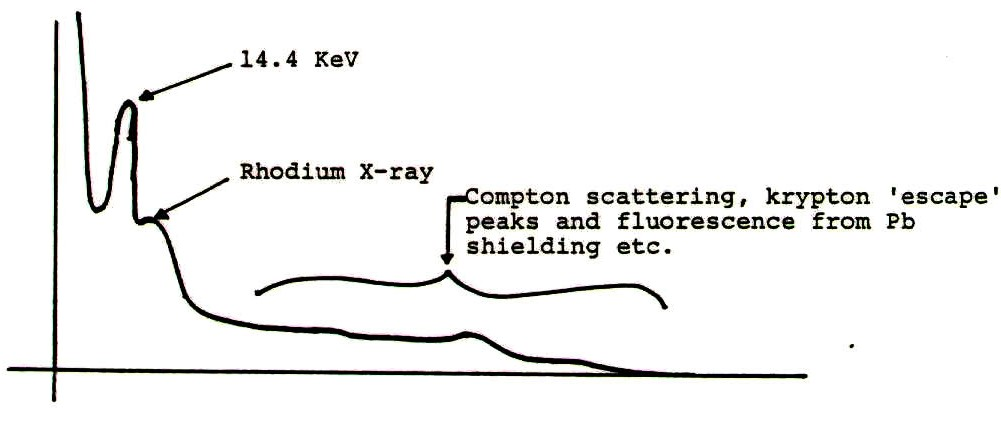 14.4 KeV
Rhodium X-ray
Compton scattering, krypton 'escape'
peaks and fluorescence from Pb
shielding etc.